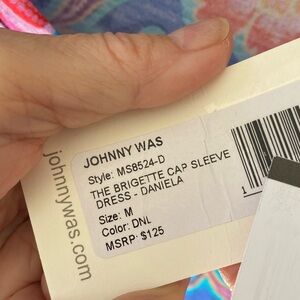 JOHNNY WAS
Style: MS8524-D
THE BRIGETTE CAP SLEEVE
DRESS - DANIELA
Size: M
Color: DNL
MSRP: $125
johnnywas.com